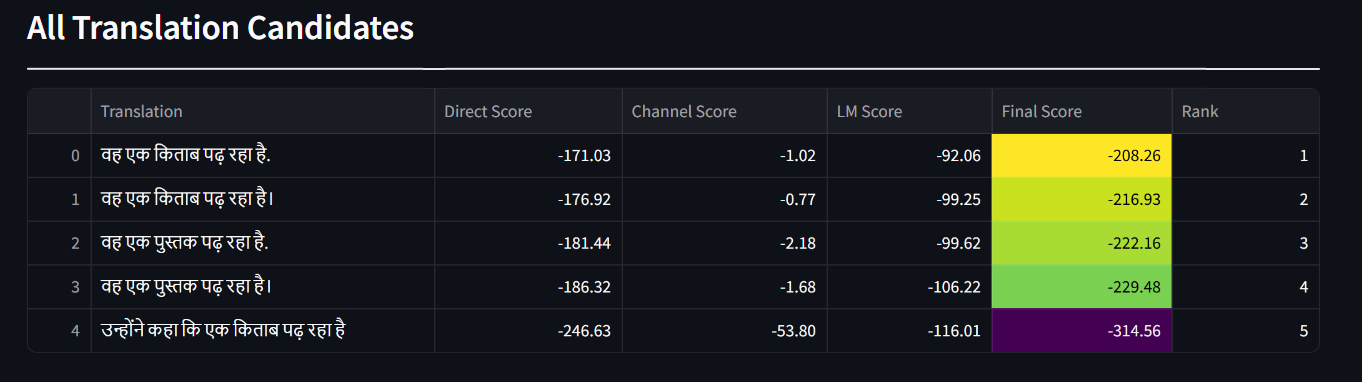 All Translation Candidates
Translation Direct Score Channel Score LM Score Final Score Rank
0 वह एक किताब पढ़ रहा है. -171.03 -1.02 -92.06 -208.26 1
1 वह एक किताब पढ़ रहा है। -176.92 -0.77 -99.25 -216.93 2
2 वह एक पुस्तक पढ़ रहा है. -181.44 -2.18 -99.62 -222.16 3
3 वह एक पुस्तक पढ़ रहा है। -186.32 -1.68 -106.22 -229.48 4
4 उन्होंने कहा कि एक किताब पढ़ रहा है -246.63 -53.80 -116.01 -314.56 5